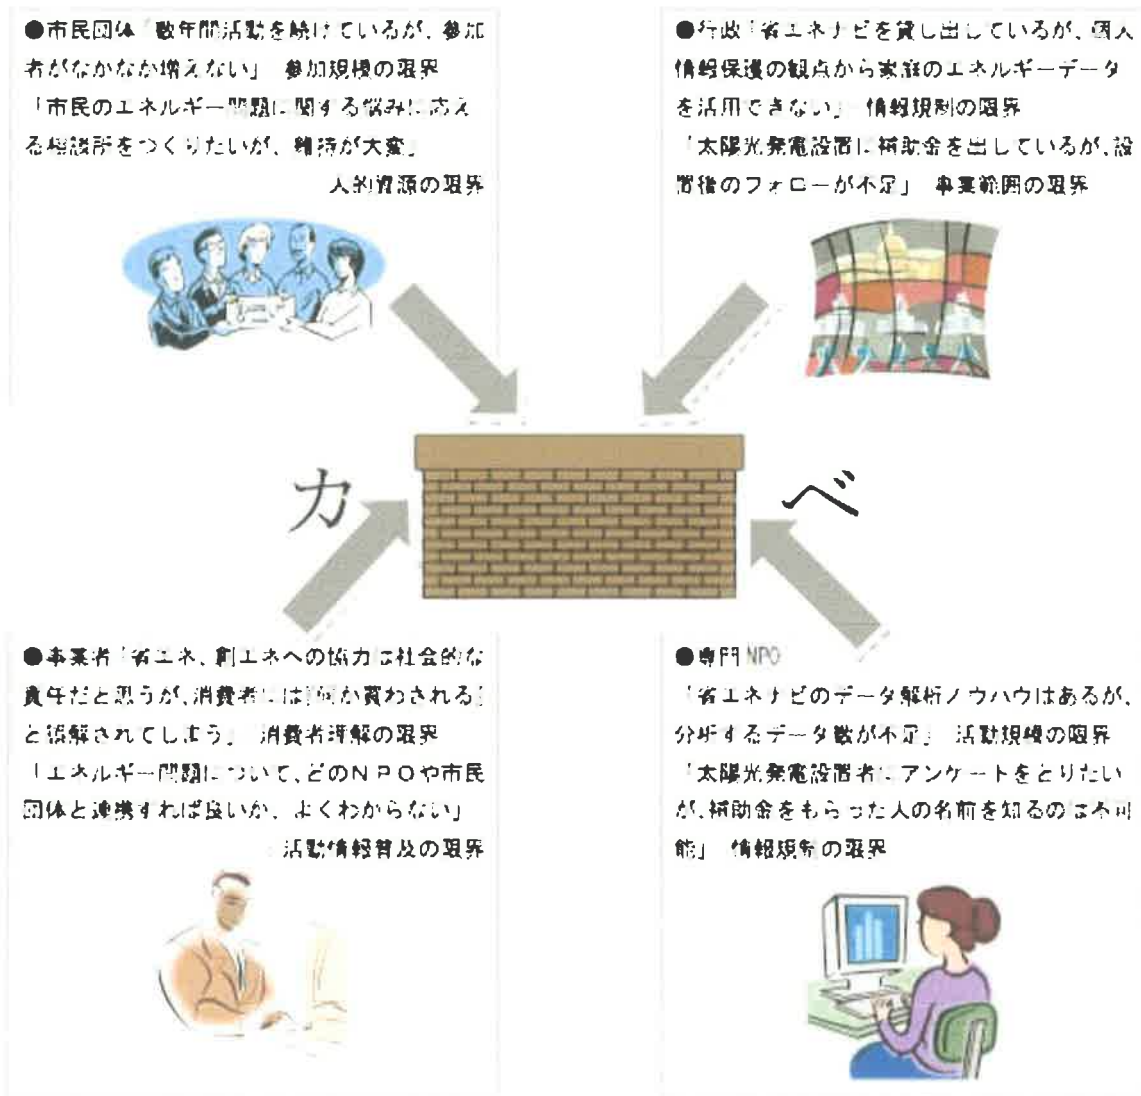 ●市民団体「数年間活動を続けているが、参加
者がなかなか増えない」 参加規模の限界
「市民のエネルギー問題に関する悩みに応え
る相談所をつくりたいが、維持が大変」
人的資源の限界
●行政「省エネナビを貸し出しているが、個人
情報保護の観点から家庭のエネルギーデータ
を活用できない」 情報規制の限界
「太陽光発電設置に補助金を出しているが、設
置後のフォローが不足」 事業範囲の限界
カ
ベ
●事業者「省エネ、創エネへの協力は社会的な
責任だと思うが、消費者には『何か買わされる』
と誤解されてしまう」 消費者理解の限界
「エネルギー問題について、どのNPOや市民
団体と連携すれば良いか、よくわからない」
活動情報普及の限界
●専門NPO
「省エネナビのデータ解析ノウハウはあるが、
分析するデータ数が不足」 活動規模の限界
「太陽光発電設置者にアンケートをとりたい
が、補助金をもらった人の名前を知るのは不可
能」 情報規制の限界